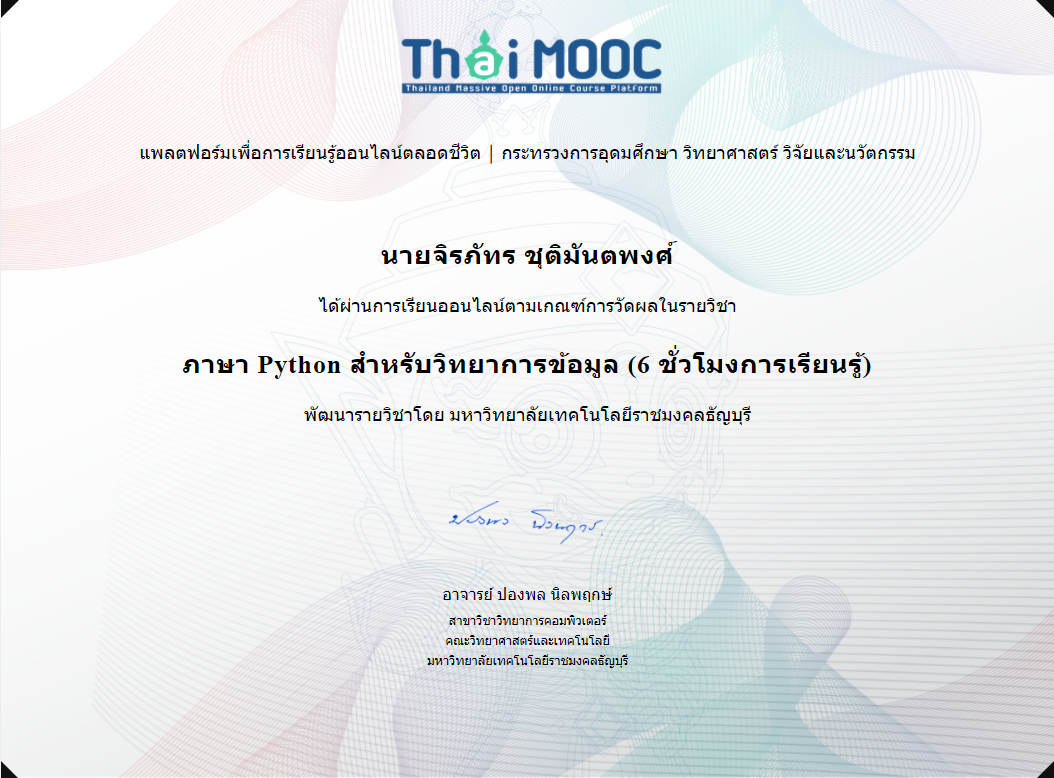 Thai MOOC
Thailand Massive Open Online Course Platform
แพลตฟอร์มเพื่อการเรียนรู้ออนไลน์ตลอดชีวิต | กระทรวงการอุดมศึกษา วิทยาศาสตร์ วิจัยและนวัตกรรม
นายจิรภัทร ชุติมันตพงศ์
ได้ผ่านการเรียนออนไลน์ตามเกณฑ์การวัดผลในรายวิชา
ภาษา Python สำหรับวิทยาการข้อมูล (6 ชั่วโมงการเรียนรู้)
พัฒนารายวิชาโดย มหาวิทยาลัยเทคโนโลยีราชมงคลธัญบุรี
อาจารย์ ปองพล นิลพฤกษ์
สาขาวิชาวิทยาการคอมพิวเตอร์
คณะวิทยาศาสตร์และเทคโนโลยี
มหาวิทยาลัยเทคโนโลยีราชมงคลธัญบุรี